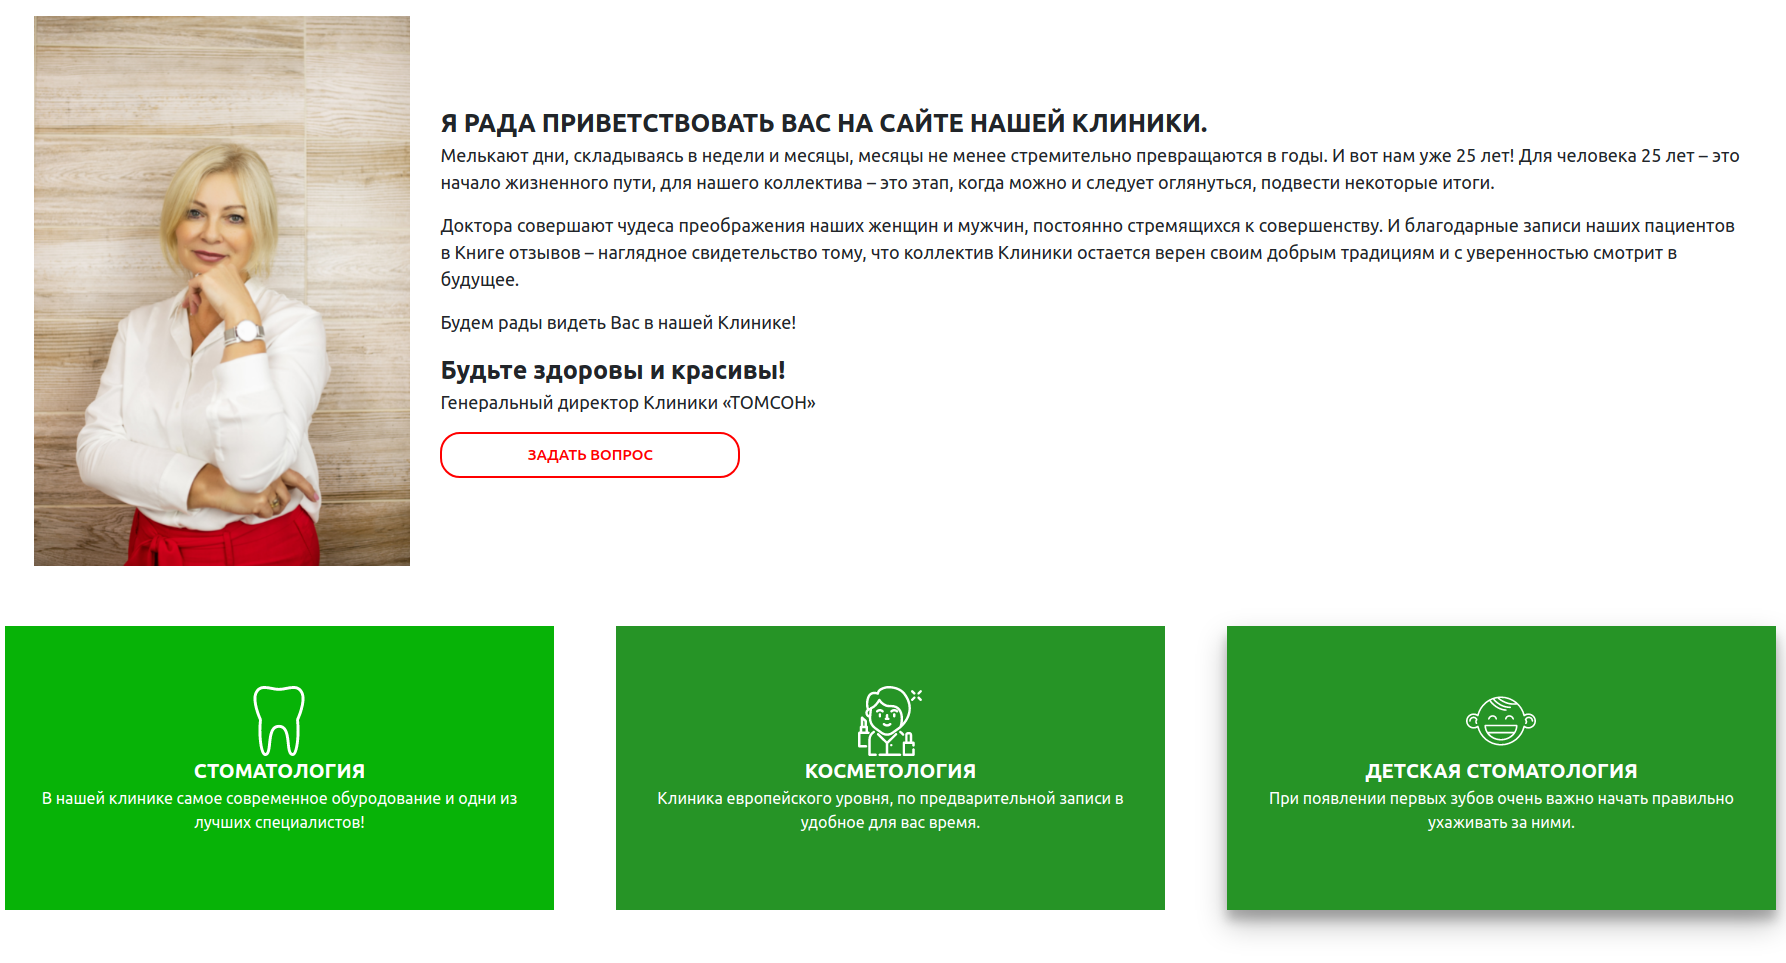 Я РАДА ПРИВЕТСТВОВАТЬ ВАС НА САЙТЕ НАШЕЙ КЛИНИКИ.
Мелькают дни, складываясь в недели и месяцы, месяцы не менее стремительно превращаются в годы. И вот нам уже 25 лет! Для человека 25 лет – это
начало жизненного пути, для нашего коллектива – это этап, когда можно и следует оглянуться, подвести некоторые итоги.
Доктора совершают чудеса преображения наших женщин и мужчин, постоянно стремящихся к совершенству. И благодарные записи наших пациентов
в Книге отзывов – наглядное свидетельство тому, что коллектив Клиники остается верен своим добрым традициям и с уверенностью смотрит в
будущее.
Будем рады видеть Вас в нашей Клинике!
Будьте здоровы и красивы!
Генеральный директор Клиники «ТОМСОН»
ЗАДАТЬ ВОПРОС
СТОМАТОЛОГИЯ
В нашей клинике самое современное обуродование и одни из
лучших специалистов!
КОСМЕТОЛОГИЯ
Клиника европейского уровня, по предварительной записи в
удобное для вас время.
ДЕТСКАЯ СТОМАТОЛОГИЯ
При появлении первых зубов очень важно начать правильно
ухаживать за ними.